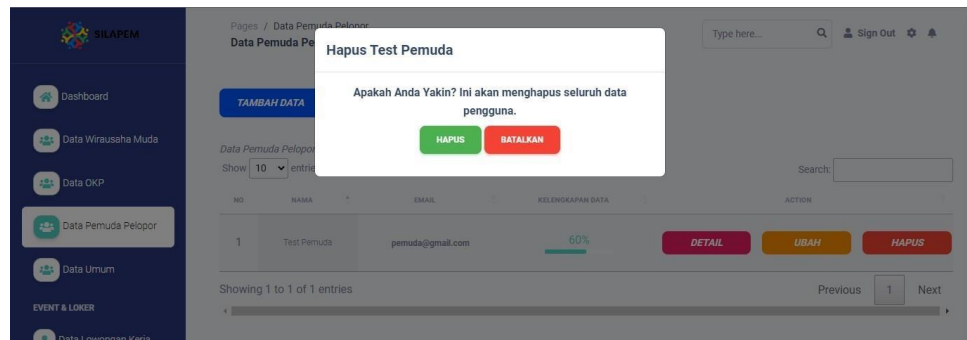 SILAPEM
Dashboard
Data Wirausaha Muda
Data OKP
Data Pemuda Pelopor
Data Umum
EVENT & LOKER
Data Lowongan Kerja
Pages / Data Pemuda Pelopor
Data Pemuda Pe
Type here...
Sign Out
Hapus Test Pemuda
Apakah Anda Yakin? Ini akan menghapus seluruh data
pengguna.
HAPUS BATALKAN
TAMBAH DATA
Data Pemuda Pelopor
Show 10 entrie
Search:
NO NAMA EMAIL KELENGKAPAN DATA ACTION
1 Test Pemuda pemuda@gmail.com 60% DETAIL UBAH HAPUS
Showing 1 to 1 of 1 entries
Previous 1 Next